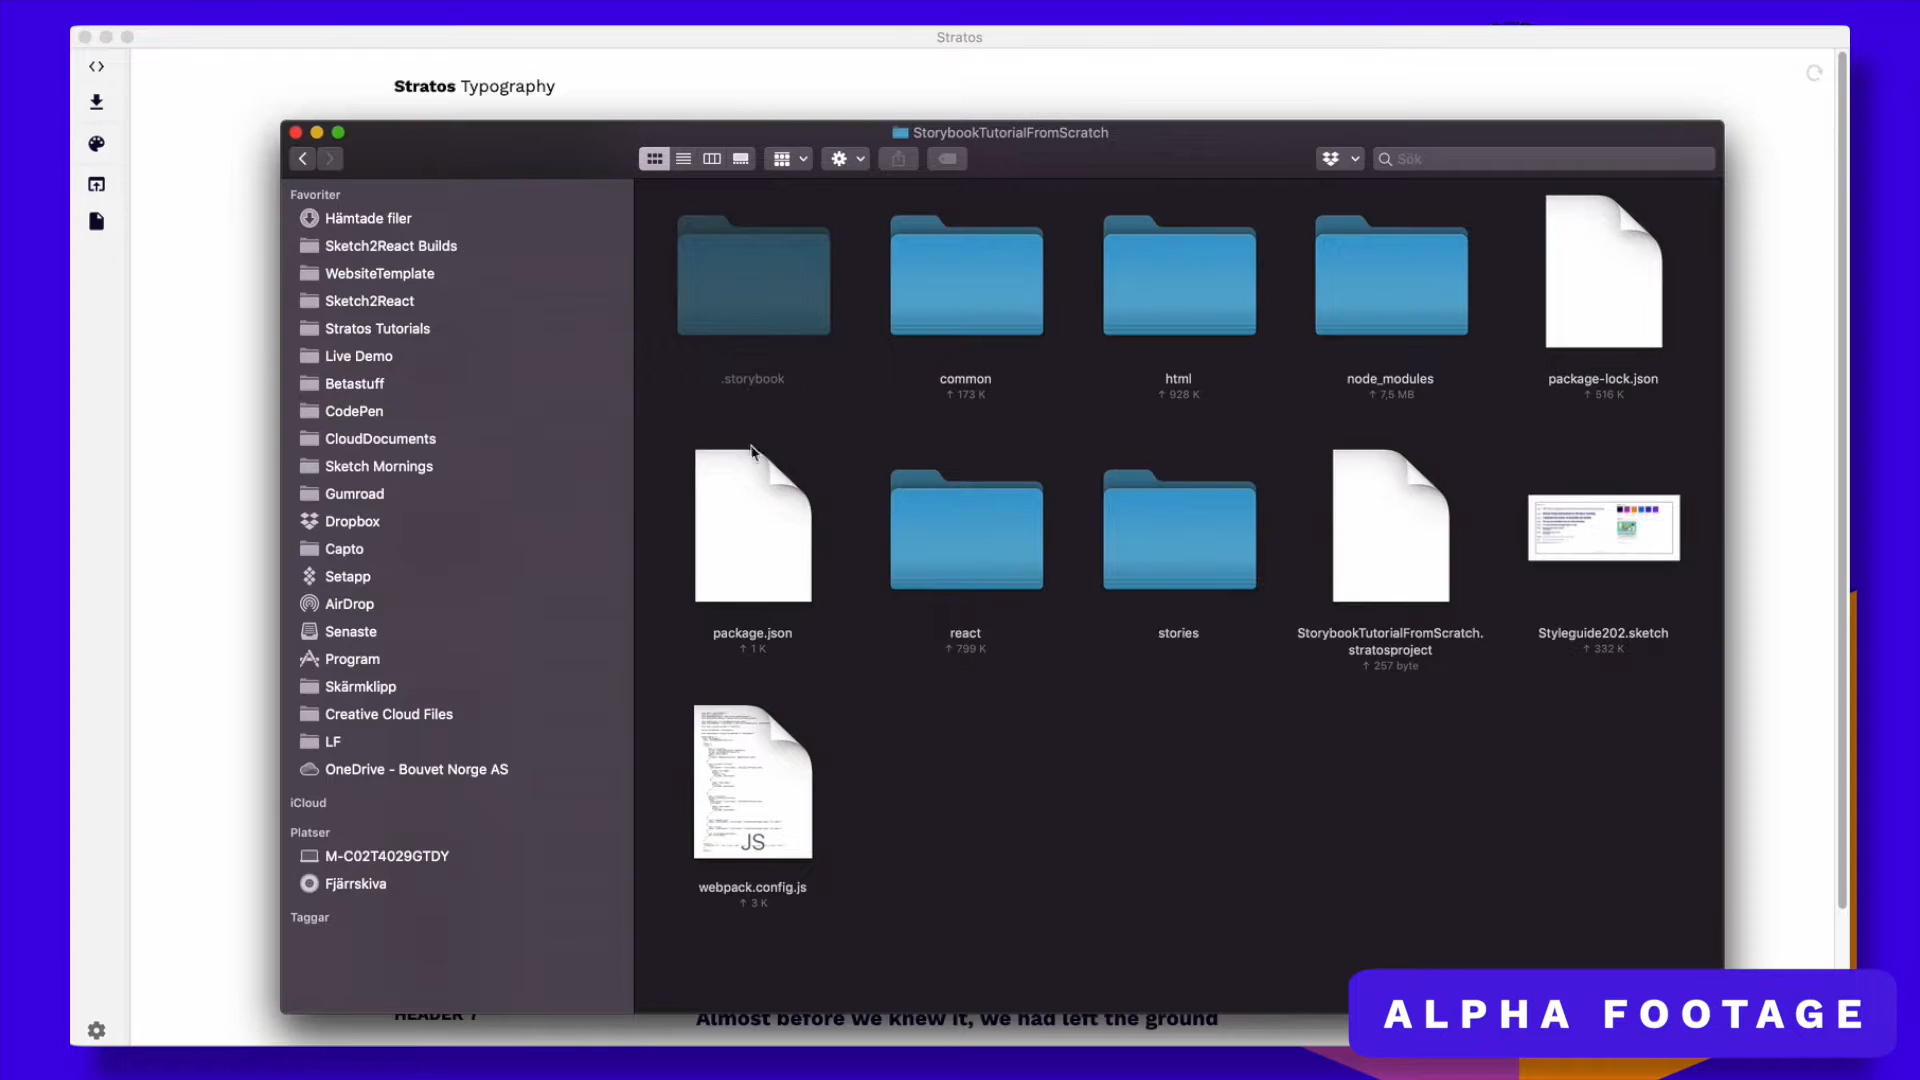 Stratos
Stratos Typography
StorybookTutorialFromScratch
Sök
Favoriter
Hämtade filer
Sketch2React Builds
WebsiteTemplate
Sketch2React
Stratos Tutorials
Live Demo
Betastuff
CodePen
CloudDocuments
Sketch Mornings
Gumroad
Dropbox
Capto
Setapp
AirDrop
Senaste
Program
Skärmklipp
Creative Cloud Files
LF
OneDrive - Bouvet Norge AS
iCloud
Platser
M-C02T4029GTDY
Fjärrskiva
Taggar
.storybook
common
↑ 173 K
html
↑ 928 K
node_modules
↑ 7,5 MB
package-lock.json
↑ 516 K
package.json
↑ 1 K
react
↑ 799 K
stories
StorybookTutorialFromScratch.
stratosproject
↑ 257 byte
Styleguide202.sketch
↑ 332 K
JS
webpack.config.js
↑ 3 K
HEADER 7
Almost before we knew it, we had left the ground
ALPHA FOOTAGE